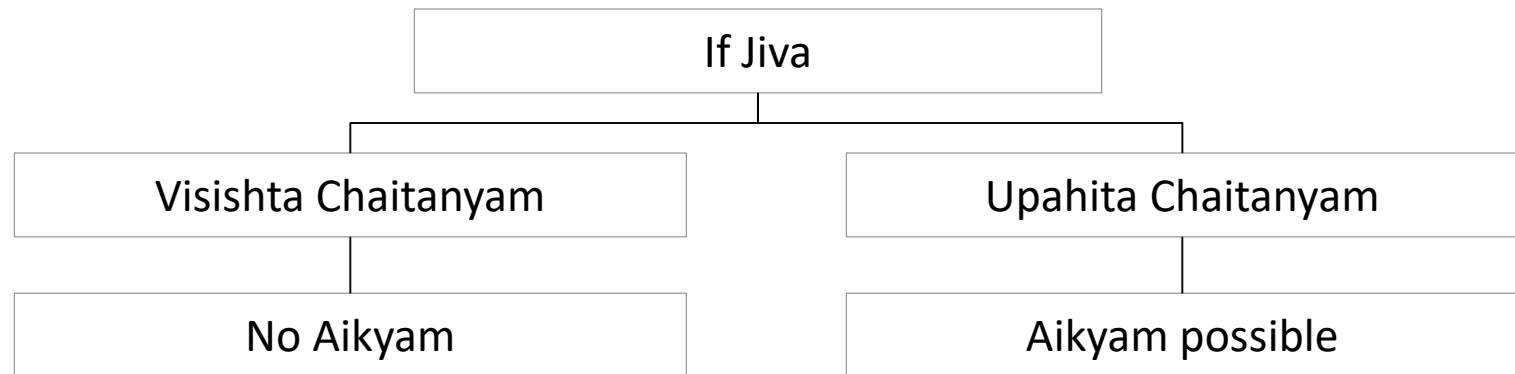 If Jiva
Visishta Chaitanyam
Upahita Chaitanyam
No Aikyam
Aikyam possible